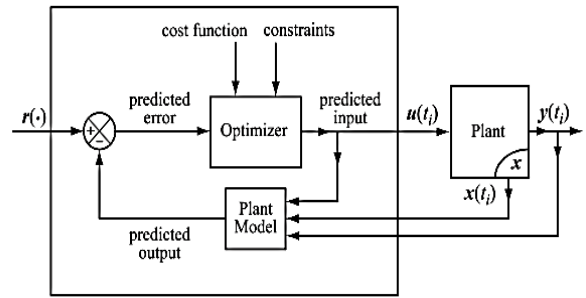 cost function
constraints
r(·)
+
−
predicted
error
Optimizer
predicted
input
u(tᵢ)
Plant
x
y(tᵢ)
x(tᵢ)
Plant
Model
predicted
output